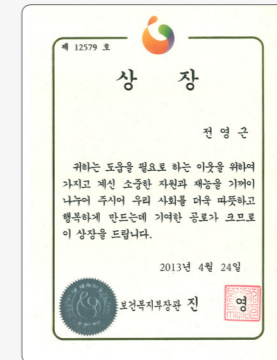 제 12579 호
상 장
전 영 근
귀하는 도움을 필요로 하는 이웃을 위하여
가지고 계신 소중한 자원과 재능을 기꺼이
나누어 주시어 우리 사회를 더욱 따뜻하고
행복하게 만드는데 기여한 공로가 크므로
이 상장을 드립니다.
2013년 4월 24일
보건복지부장관 진 영